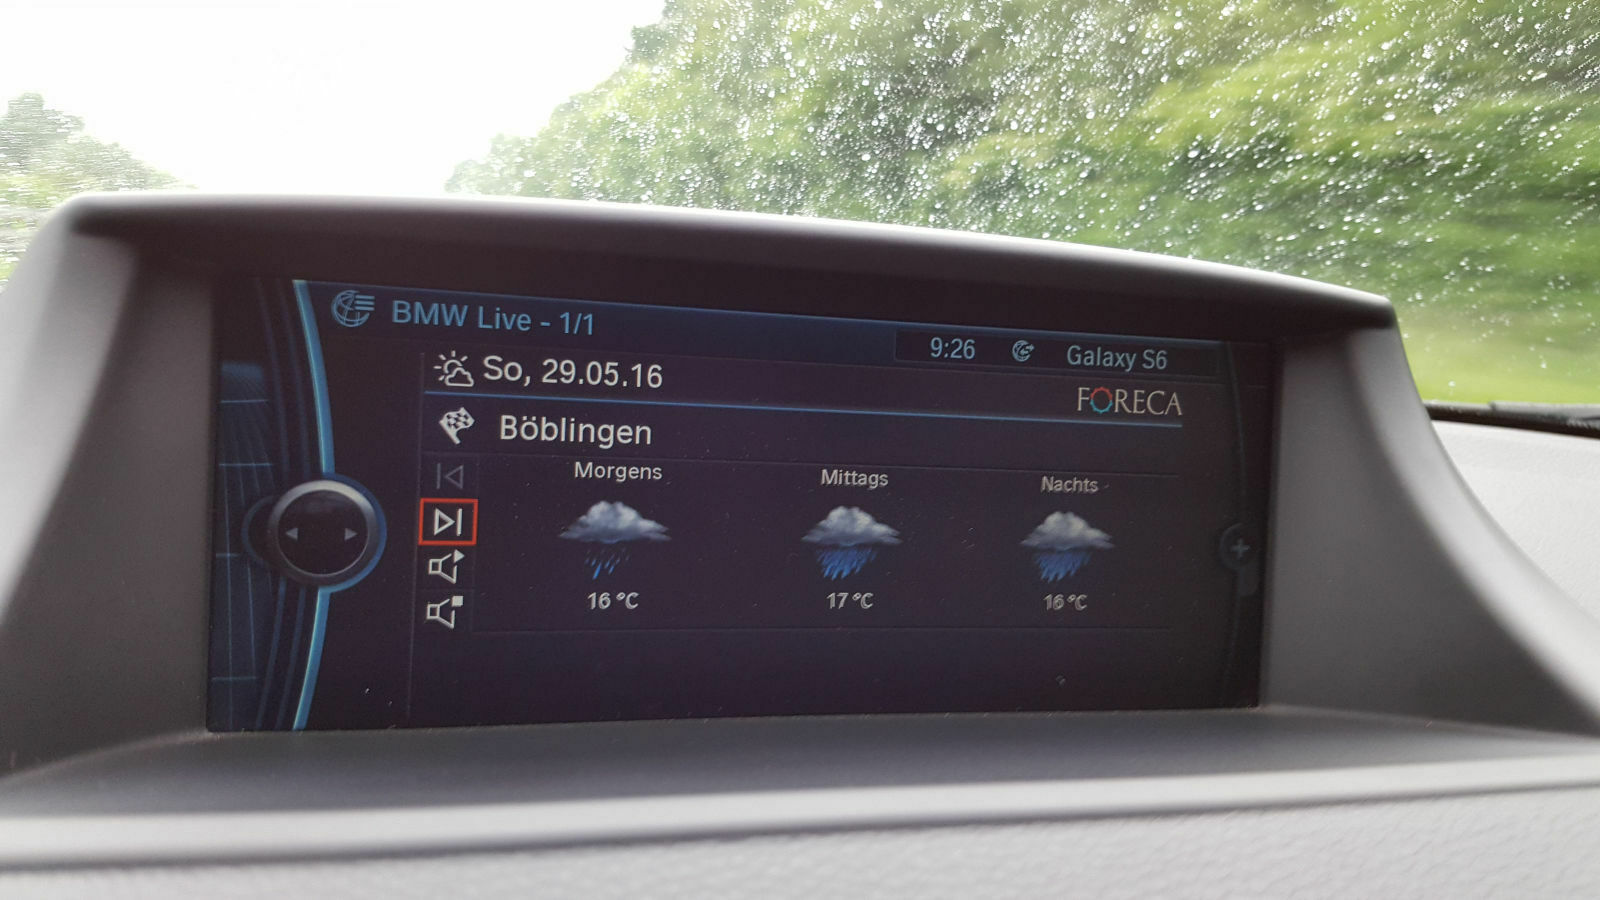 BMW Live - 1/1
9:26 Galaxy S6
So, 29.05.16
FORECA
Böblingen
Morgens Mittags Nachts
16 °C 17 °C 16 °C